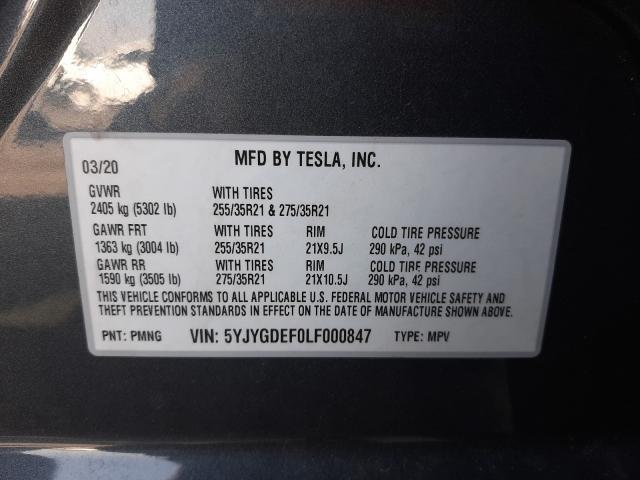 MFD BY TESLA, INC.
03/20
GVWR WITH TIRES
2405 kg (5302 lb) 255/35R21 & 275/35R21
GAWR FRT WITH TIRES RIM COLD TIRE PRESSURE
1363 kg (3004 lb) 255/35R21 21X9.5J 290 kPa, 42 psi
GAWR RR WITH TIRES RIM COLD TIRE PRESSURE
1590 kg (3505 lb) 275/35R21 21X10.5J 290 kPa, 42 psi
THIS VEHICLE CONFORMS TO ALL APPLICABLE U.S. FEDERAL MOTOR VEHICLE SAFETY AND
THEFT PREVENTION STANDARDS IN EFFECT ON THE DATE OF MANUFACTURE SHOWN ABOVE.
PNT: PMNG VIN: 5YJYGDEF0LF000847 TYPE: MPV